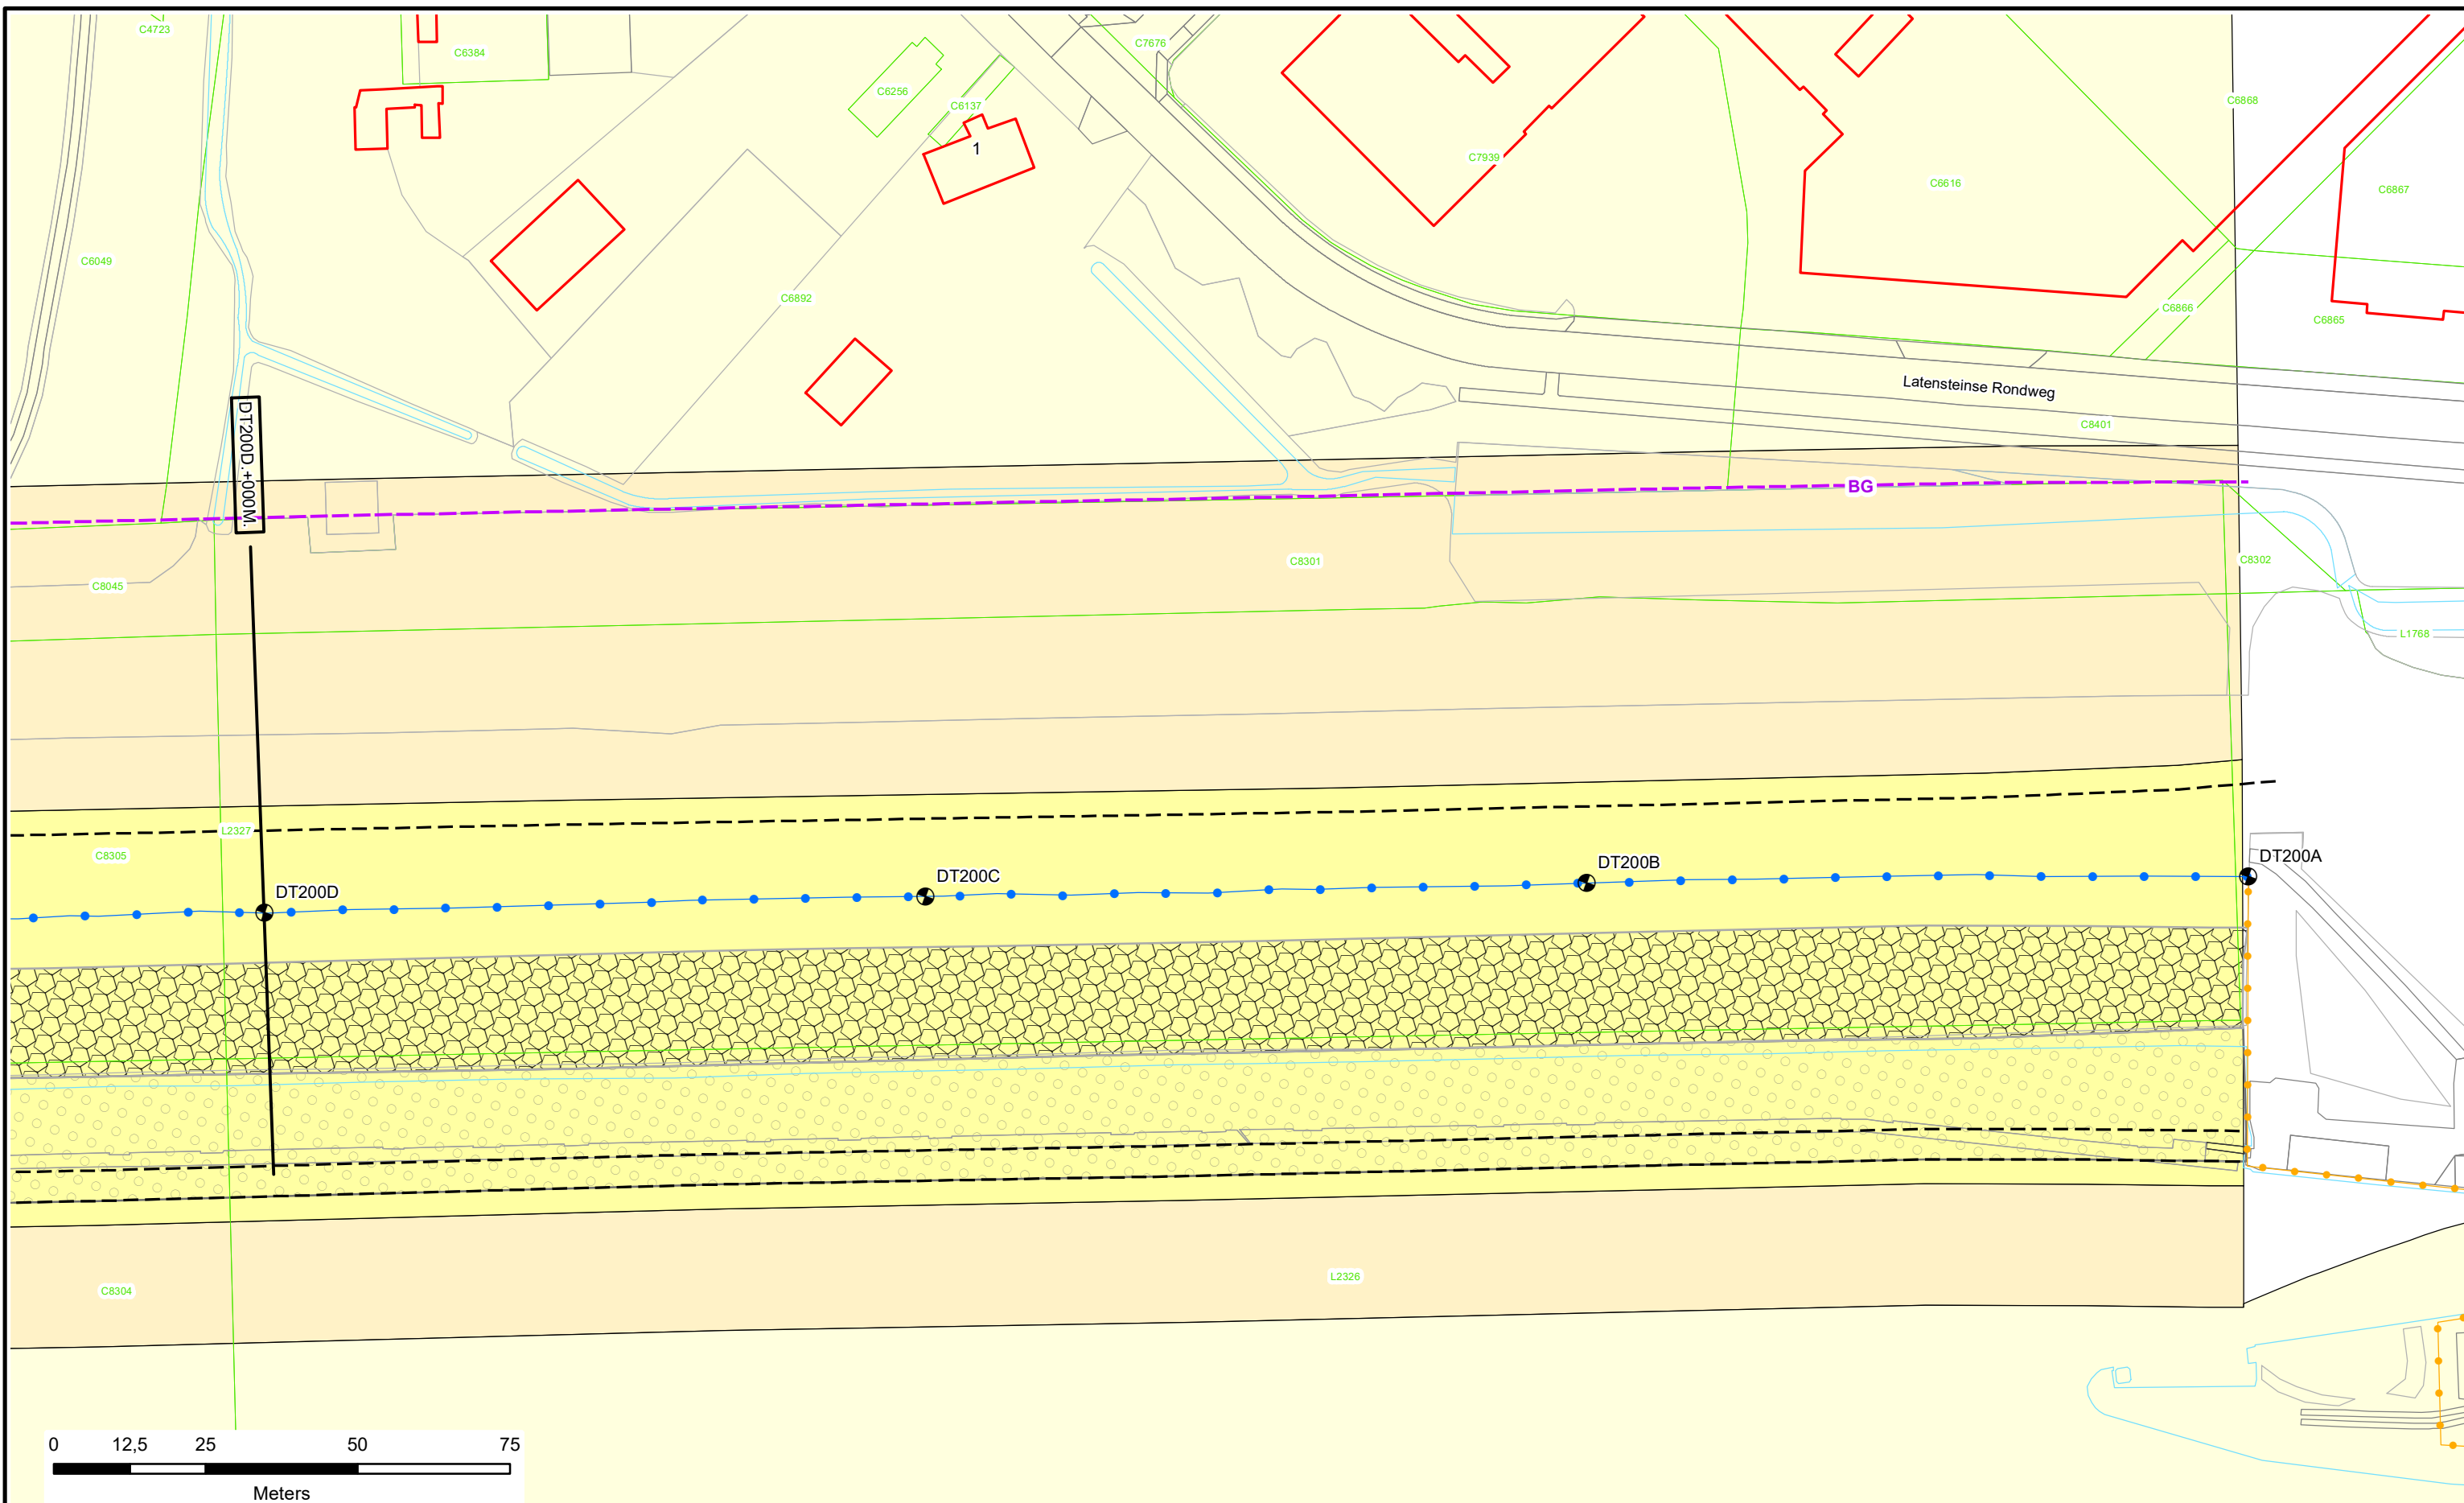 C4723
C6384
C7676
C6256
C6137
1
C6868
C7939
C6616
C6867
C6049
C6892
C6866
C6865
Latensteinse Rondweg
C8401
DT200D.+000M.
BG
C8301
C8302
C8045
L1768
L2327
C8305
DT200D
DT200C
DT200B
DT200A
C8304
L2326
0 12,5 25 50 75
Meters